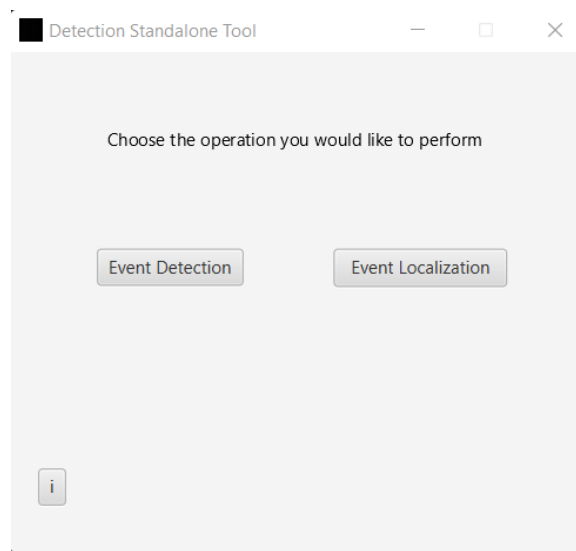 Detection Standalone Tool
Choose the operation you would like to perform
Event Detection
Event Localization
i